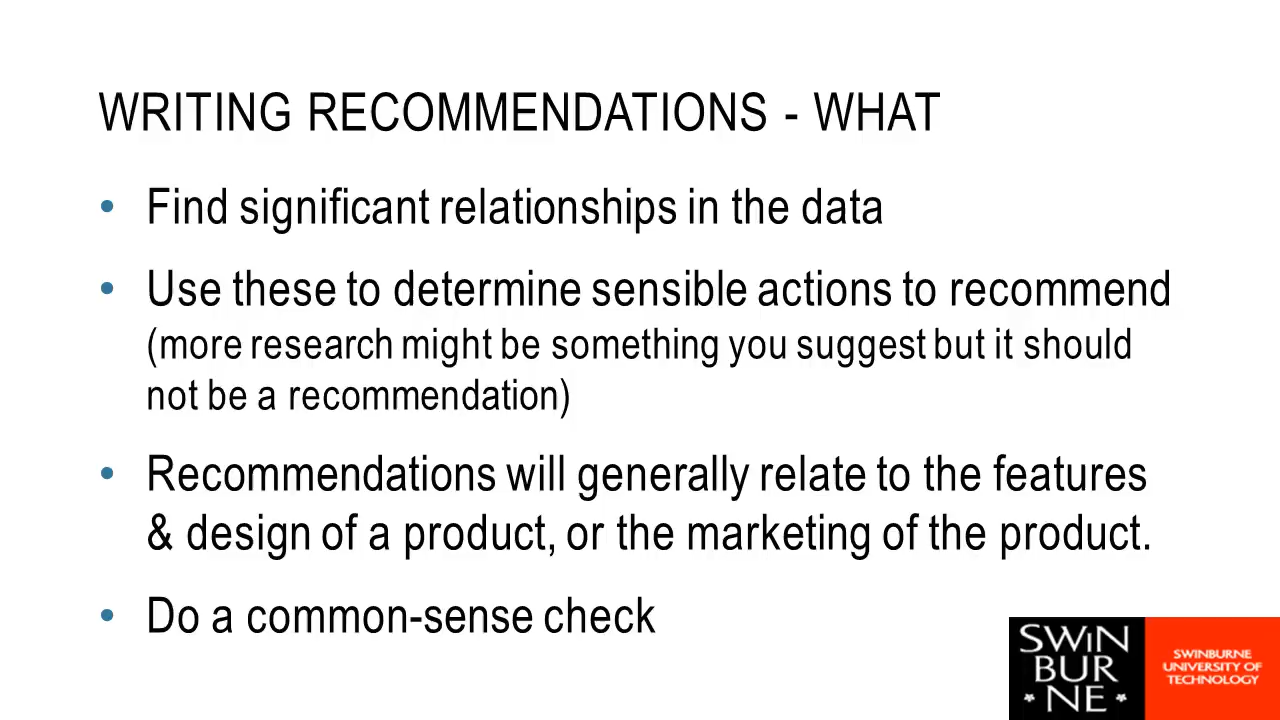 WRITING RECOMMENDATIONS - WHAT
• Find significant relationships in the data
• Use these to determine sensible actions to recommend
(more research might be something you suggest but it should
not be a recommendation)
• Recommendations will generally relate to the features
& design of a product, or the marketing of the product.
• Do a common-sense check
SWiN
BUR
* NE *
SWINBURNE
UNIVERSITY OF
TECHNOLOGY